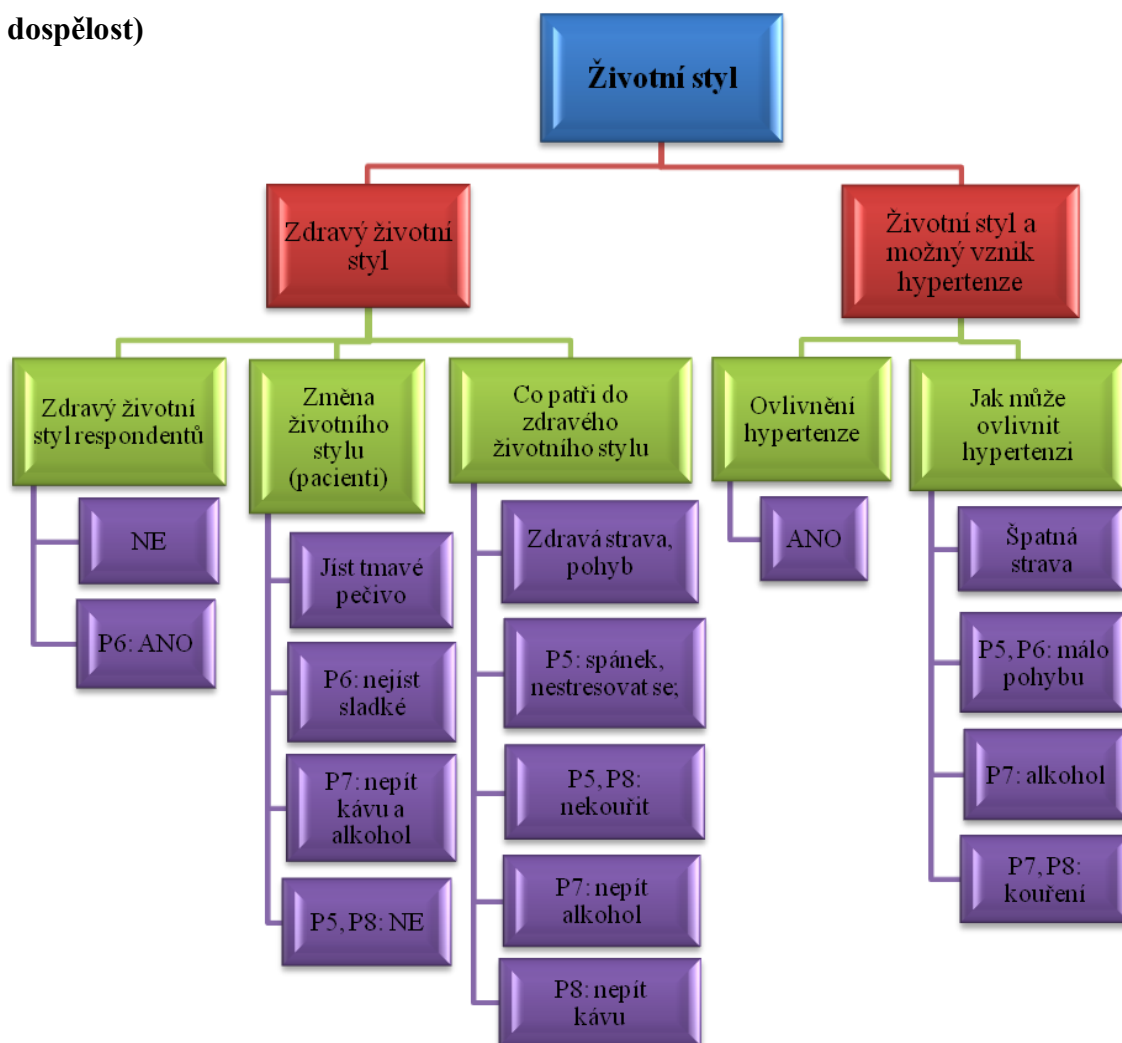 dospělost)
Životní styl
Zdravý životní
styl
Životní styl a
možný vznik
hypertenze
Zdravý životní
styl respondentů
NE
P6: ANO
Změna
životního
stylu
(pacienti)
Jíst tmavé
pečivo
P6: nejíst
sladké
P7: nepít
kávu a
alkohol
P5, P8: NE
Co patři do
zdravého
životního stylu
Zdravá strava,
pohyb
P5: spánek,
nestresovat se;
P5, P8:
nekouřit
P7: nepít
alkohol
P8: nepít
kávu
Ovlivnění
hypertenze
ANO
Jak může
ovlivnit
hypertenzi
Špatná
strava
P5, P6: málo
pohybu
P7: alkohol
P7, P8:
kouření